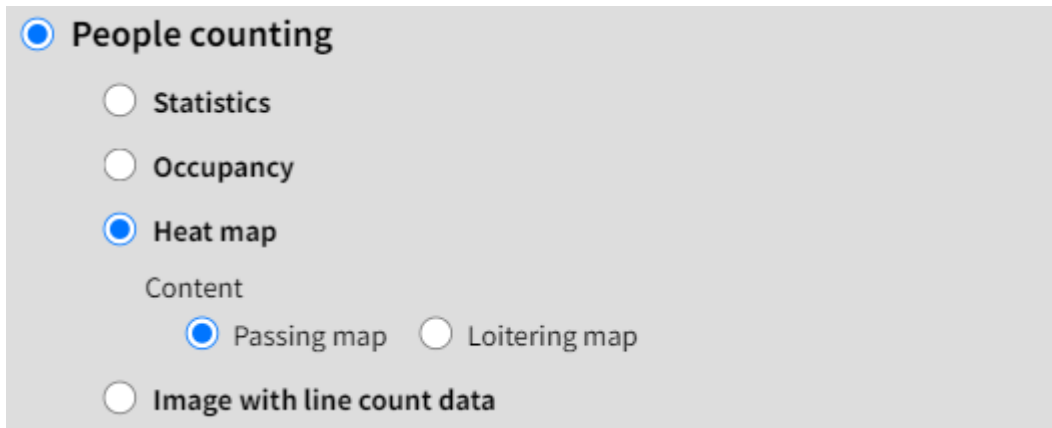 People counting
Statistics
Occupancy
Heat map
Content
Passing map Loitering map
Image with line count data